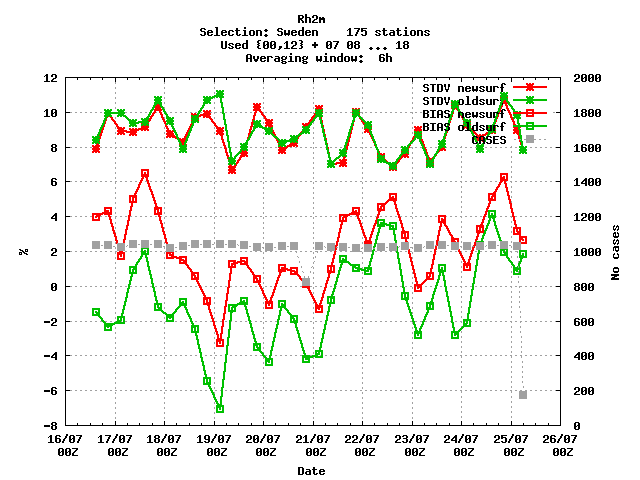 Rh2m
Selection: Sweden 175 stations
Used {00,12} + 07 08 ... 18
Averaging window: 6h
12 2000
STDV newsurf
STDV oldsurf
10 1800
BIAS newsurf
BIAS oldsurf
CASES
8 1600
6 1400
4 1200
% 2 1000 No cases
0 800
-2 600
-4 400
-6 200
-8 0
16/07 17/07 18/07 19/07 20/07 21/07 22/07 23/07 24/07 25/07 26/07
00Z 00Z 00Z 00Z 00Z 00Z 00Z 00Z 00Z 00Z 00Z
Date